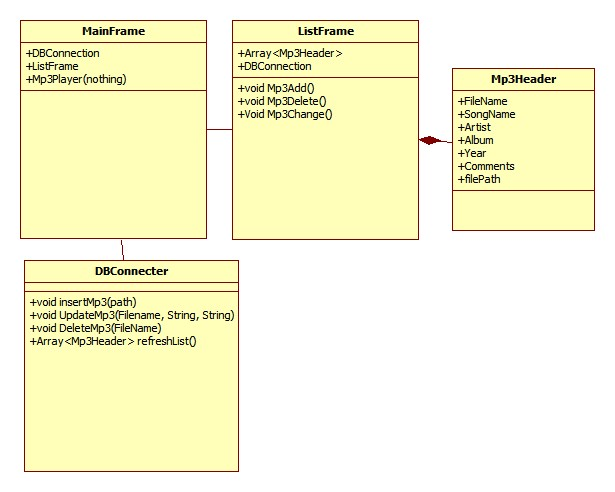 MainFrame
+DBConnection
+ListFrame
+Mp3Player(nothing)
ListFrame
+Array<Mp3Header>
+DBConnection
+void Mp3Add()
+void Mp3Delete()
+Void Mp3Change()
Mp3Header
+FileName
+SongName
+Artist
+Album
+Year
+Comments
+filePath
DBConnecter
+void insertMp3(path)
+void UpdateMp3(Filename, String, String)
+void DeleteMp3(FileName)
+Array<Mp3Header> refreshList()